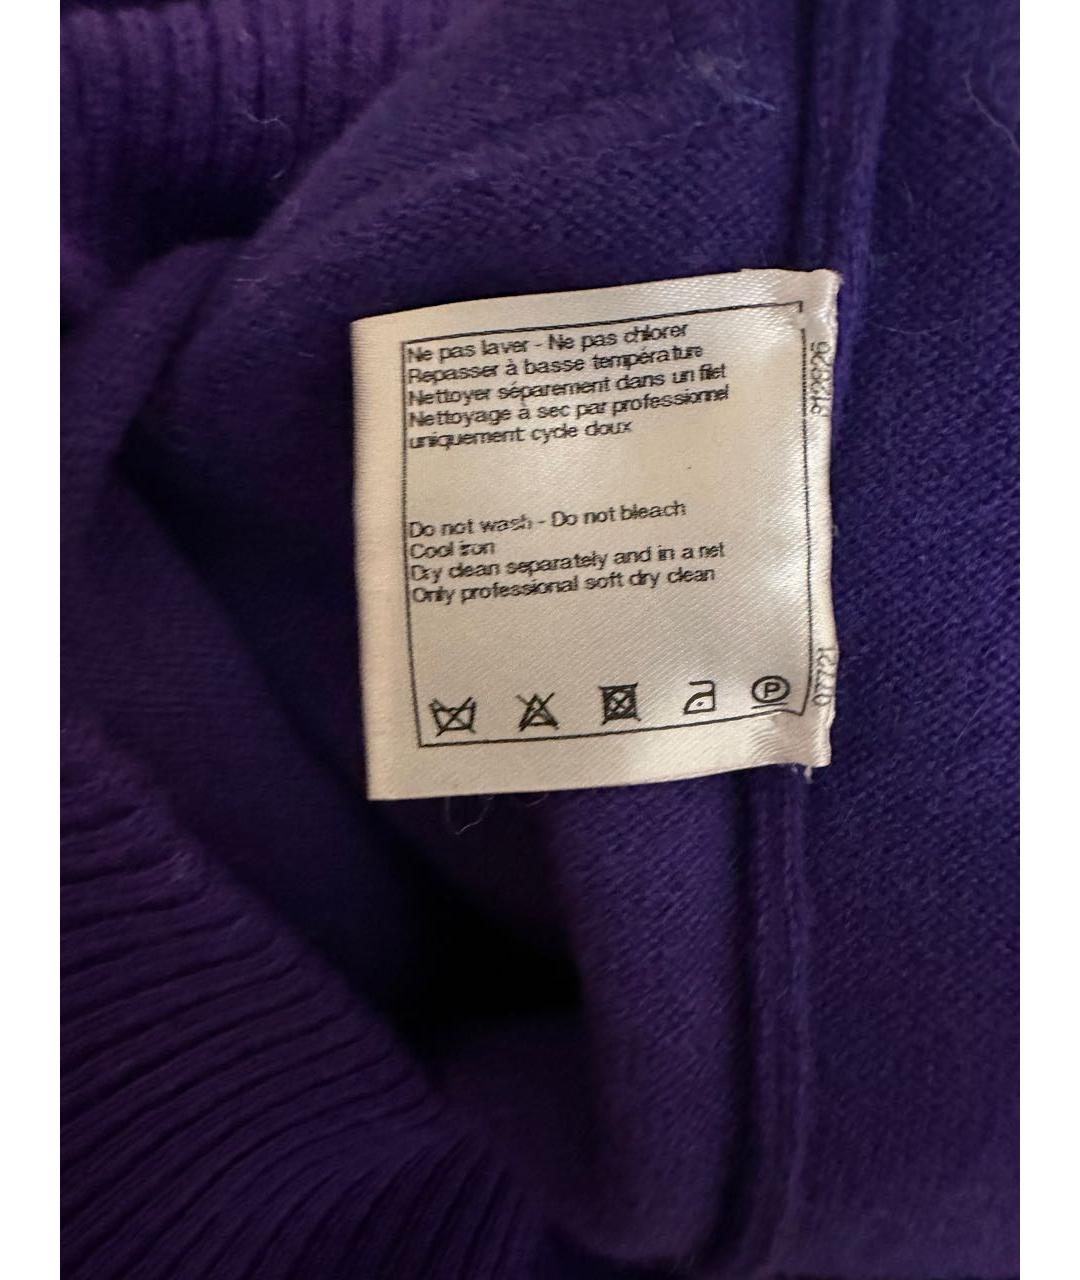 Ne pas laver - Ne pas chlorer
Repasser à basse température
Nettoyer séparement dans un filet
Nettoyage à sec par professionnel
uniquement cycle doux
Do not wash - Do not bleach
Cool iron
Dry clean separately and in a net
Only professional soft dry clean
P